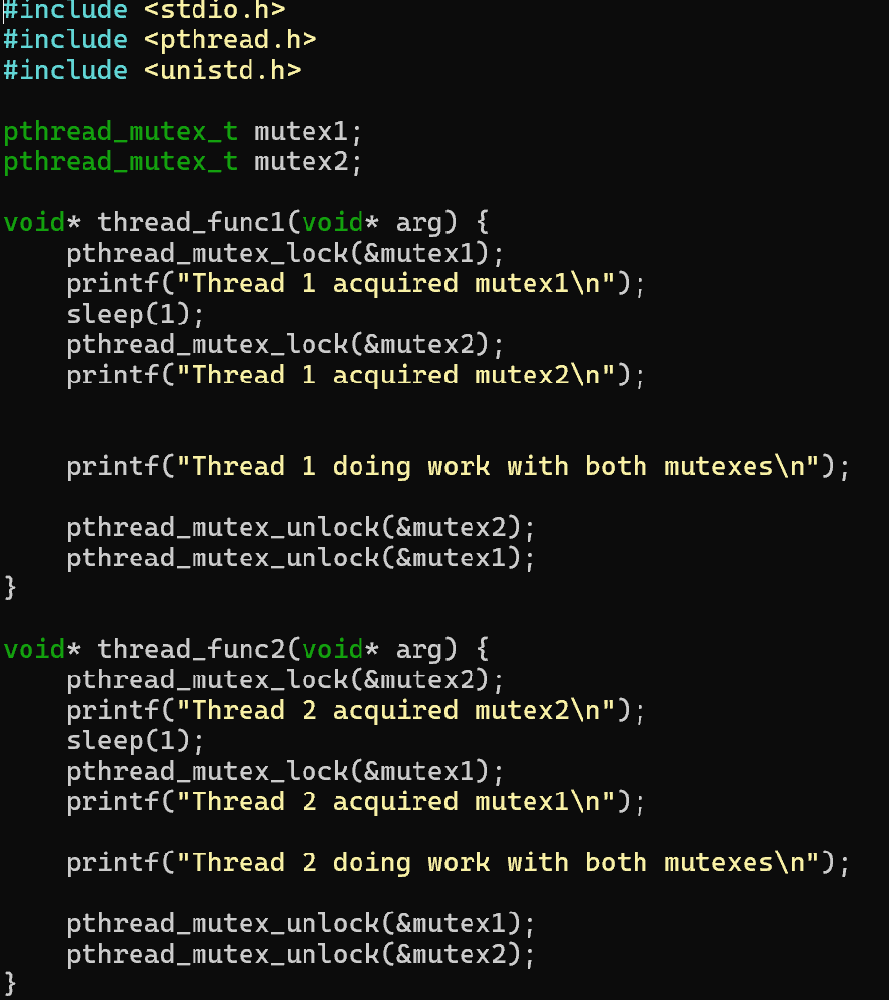 #include <stdio.h>
#include <pthread.h>
#include <unistd.h>

pthread_mutex_t mutex1;
pthread_mutex_t mutex2;

void* thread_func1(void* arg) {
    pthread_mutex_lock(&mutex1);
    printf("Thread 1 acquired mutex1\n");
    sleep(1);
    pthread_mutex_lock(&mutex2);
    printf("Thread 1 acquired mutex2\n");


    printf("Thread 1 doing work with both mutexes\n");

    pthread_mutex_unlock(&mutex2);
    pthread_mutex_unlock(&mutex1);
}

void* thread_func2(void* arg) {
    pthread_mutex_lock(&mutex2);
    printf("Thread 2 acquired mutex2\n");
    sleep(1);
    pthread_mutex_lock(&mutex1);
    printf("Thread 2 acquired mutex1\n");

    printf("Thread 2 doing work with both mutexes\n");

    pthread_mutex_unlock(&mutex1);
    pthread_mutex_unlock(&mutex2);
}